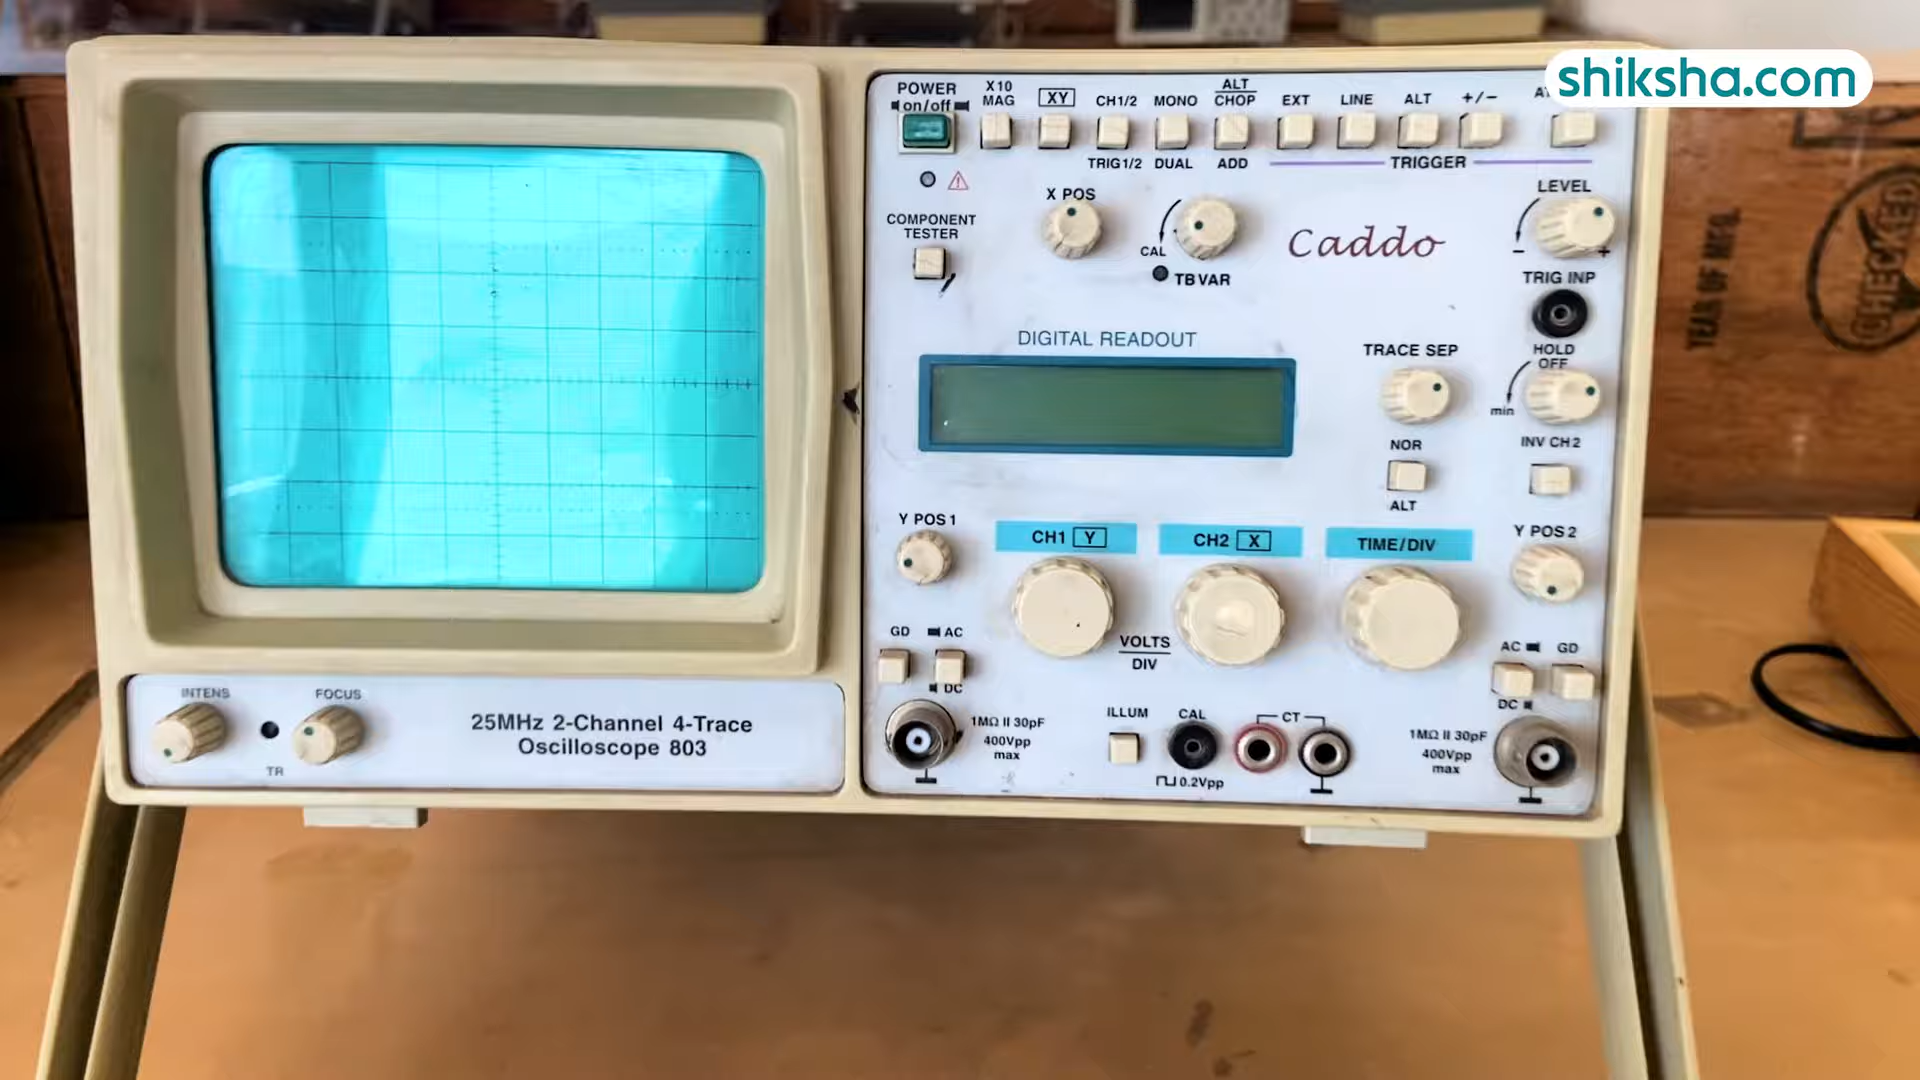 shiksha.com
POWER
on/off
X10
MAG
XY
CH1/2
MONO
ALT
CHOP
EXT
LINE
ALT
+/−
TRIG1/2
DUAL
ADD
TRIGGER
COMPONENT
TESTER
X POS
CAL
TB VAR
Caddo
LEVEL
− +
TRIG INP
DIGITAL READOUT
TRACE SEP
HOLD
OFF
min
NOR
ALT
INV CH2
Y POS 1
CH1 Y
CH2 X
TIME/DIV
Y POS 2
VOLTS
DIV
GD AC
DC
1MΩ II 30pF
400Vpp
max
ILLUM
CAL
0.2Vpp
CT
AC GD
DC
1MΩ II 30pF
400Vpp
max
INTENS
TR
FOCUS
25MHz 2-Channel 4-Trace
Oscilloscope 803
YEAR OF MFG.
CHECKED